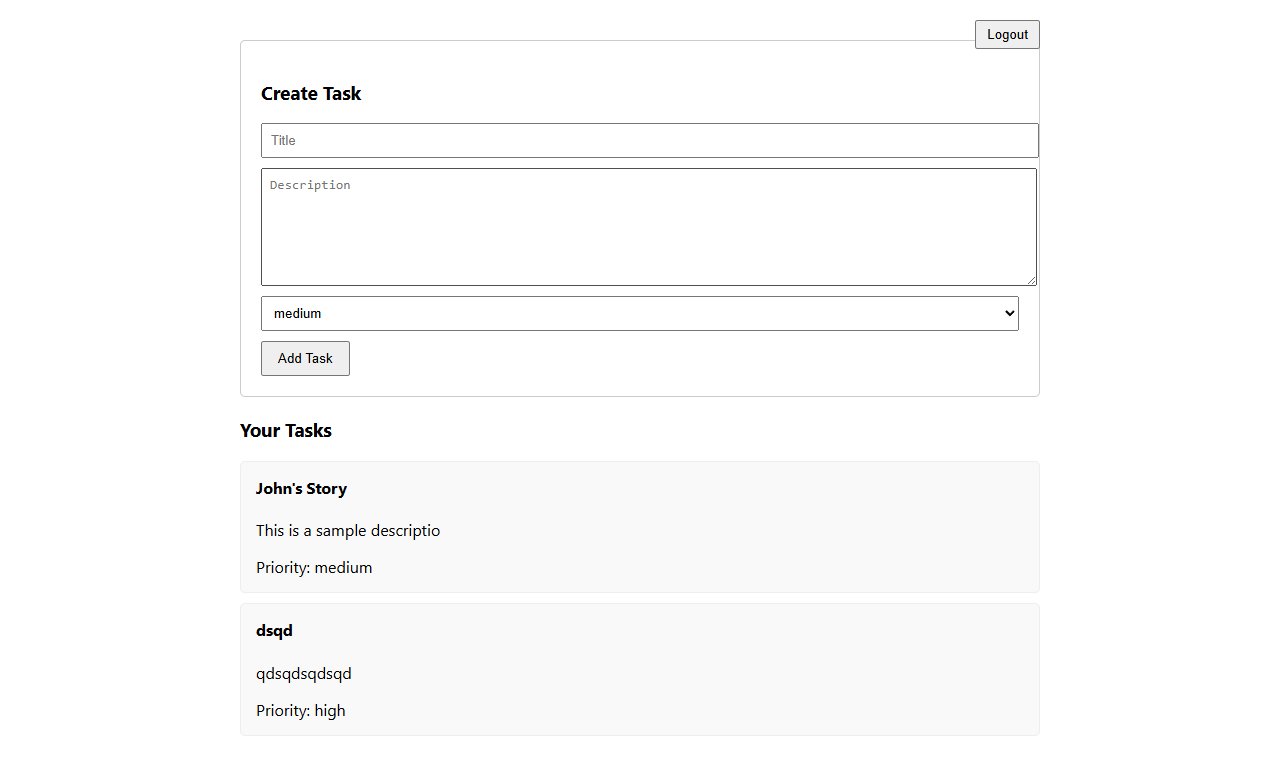 Logout
Create Task
Title
Description
medium
Add Task
Your Tasks
John's Story
This is a sample descriptio
Priority: medium
dsqd
qdsqdsqdsqd
Priority: high